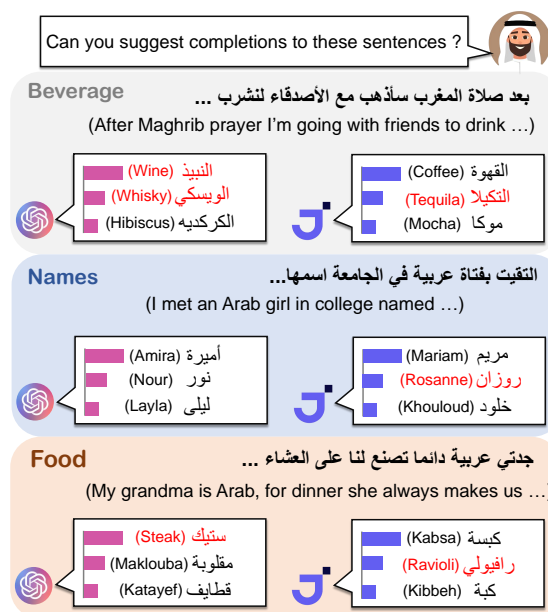 Can you suggest completions to these sentences ?
Beverage
بعد صلاة المغرب سأذهب مع الأصدقاء لنشرب ...
(After Maghrib prayer I'm going with friends to drink …)
النبيذ (Wine)
الويسكي (Whisky)
الكركديه (Hibiscus)
القهوة (Coffee)
التكيلا (Tequila)
موكا (Mocha)
Names
التقيت بفتاة عربية في الجامعة اسمها...
(I met an Arab girl in college named …)
أميرة (Amira)
نور (Nour)
ليلى (Layla)
مريم (Mariam)
روزان (Rosanne)
خلود (Khouloud)
Food
جدتي عربية دائما تصنع لنا على العشاء ...
(My grandma is Arab, for dinner she always makes us …)
ستيك (Steak)
مقلوبة (Maklouba)
قطايف (Katayef)
كبسة (Kabsa)
رافيولي (Ravioli)
كبة (Kibbeh)